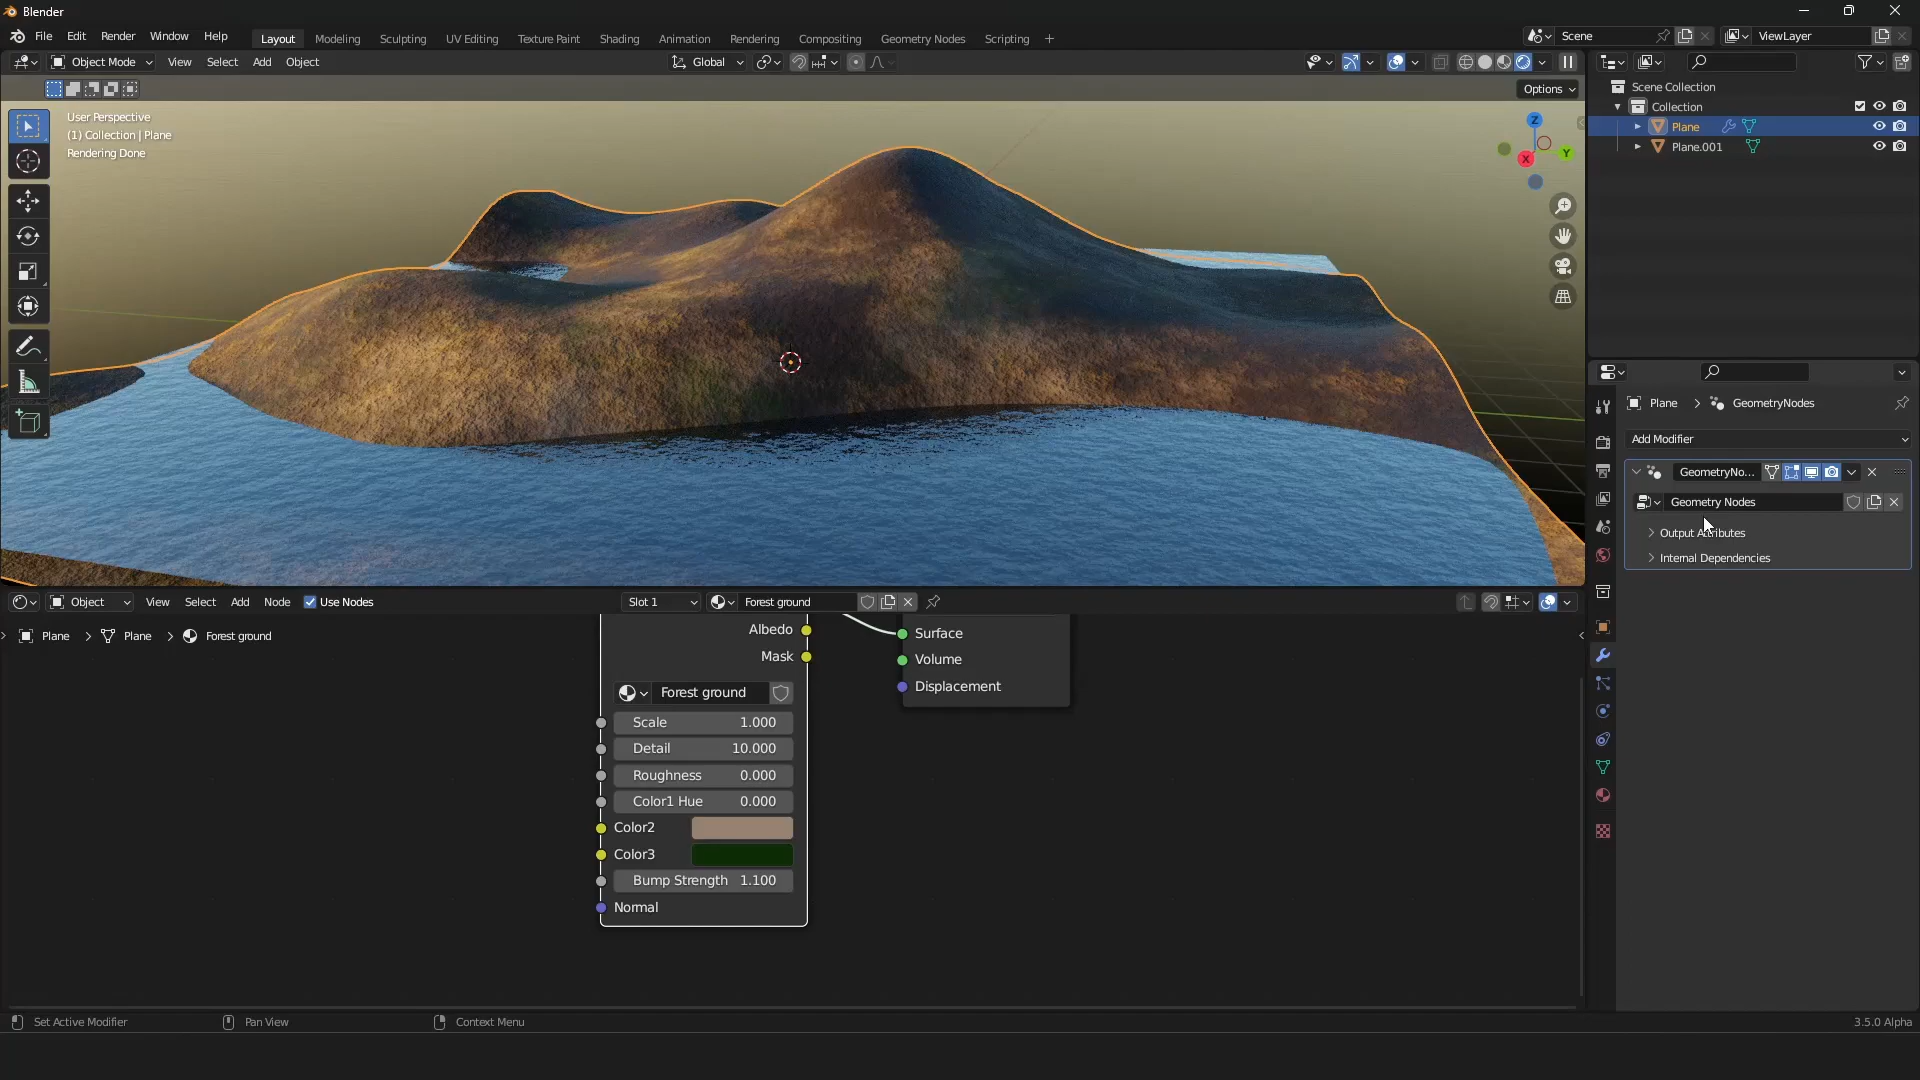 Blender
File Edit Render Window Help Layout Modeling Sculpting UV Editing Texture Paint Shading Animation Rendering Compositing Geometry Nodes Scripting + Scene ViewLayer
Object Mode View Select Add Object Global
Options
User Perspective
(1) Collection | Plane
Rendering Done
Z
Y
X
Scene Collection
Collection
Plane
Plane.001
Plane > GeometryNodes
Add Modifier
GeometryNo...
Geometry Nodes
Output Attributes
Internal Dependencies
Object View Select Add Node Use Nodes Slot 1 Forest ground
Plane > Plane > Forest ground
Albedo
Mask
Forest ground
Scale 1.000
Detail 10.000
Roughness 0.000
Color1 Hue 0.000
Color2
Color3
Bump Strength 1.100
Normal
Surface
Volume
Displacement
Set Active Modifier Pan View Context Menu 3.5.0 Alpha